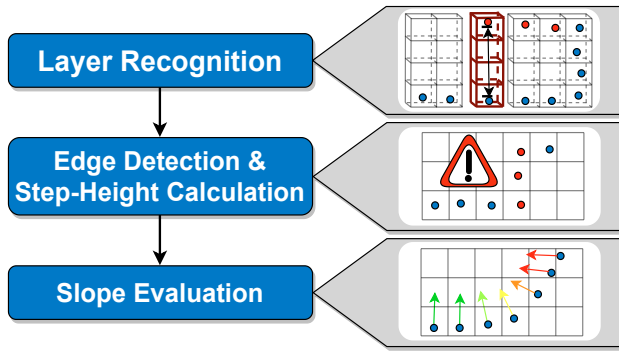 Layer Recognition
Edge Detection &
Step-Height Calculation
!
Slope Evaluation